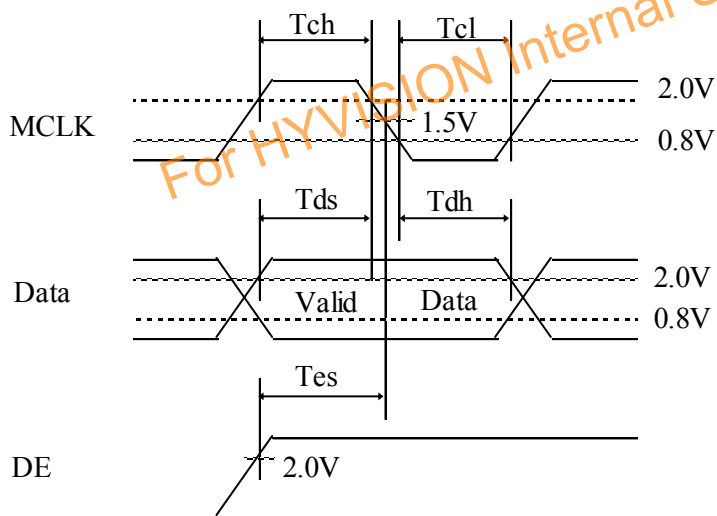 Tch Tcl
For HYVISION Internal
2.0V
MCLK 1.5V
0.8V
Tds Tdh
Data 2.0V
Valid Data
0.8V
Tes
DE 2.0V